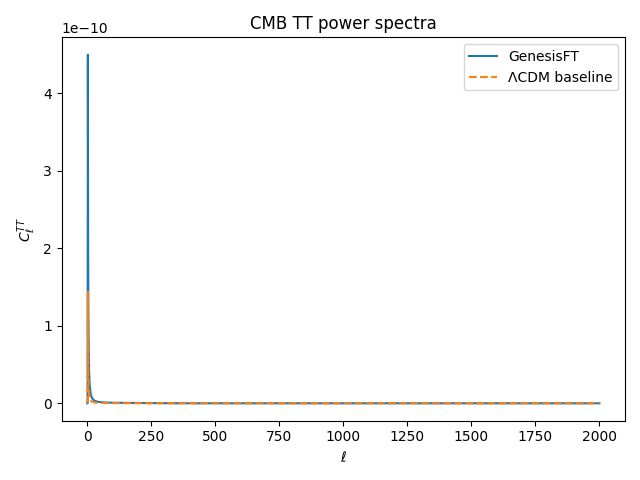 CMB TT power spectra
1e−10
GenesisFT
ΛCDM baseline
4
3
2
1
0
C_ℓ^{TT}
0 250 500 750 1000 1250 1500 1750 2000
ℓ